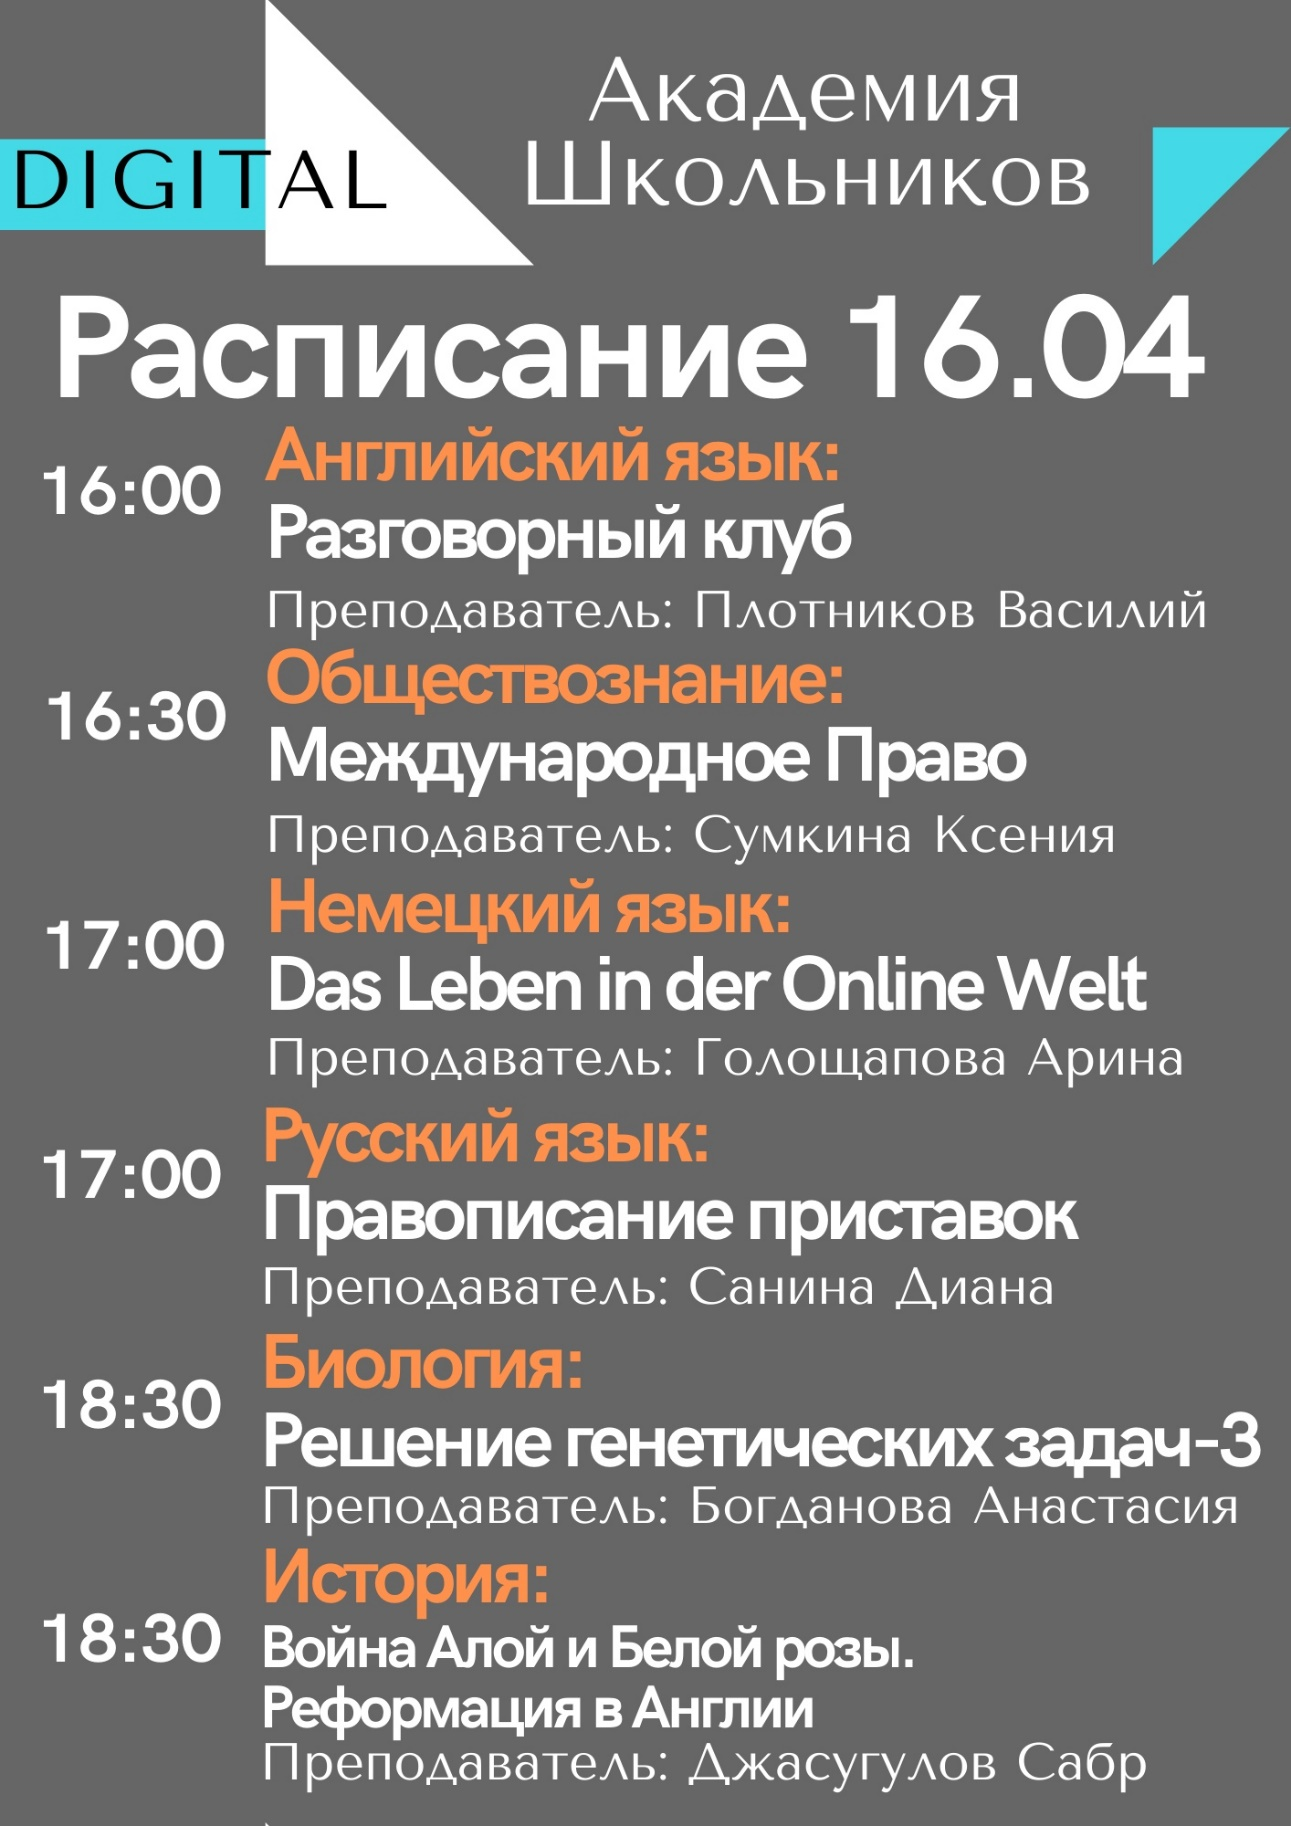 DIGITAL
Академия
Школьников
Расписание 16.04
16:00
Английский язык:
Разговорный клуб
Преподаватель: Плотников Василий
16:30
Обществознание:
Международное Право
Преподаватель: Сумкина Ксения
17:00
Немецкий язык:
Das Leben in der Online Welt
Преподаватель: Голощапова Арина
17:00
Русский язык:
Правописание приставок
Преподаватель: Санина Диана
18:30
Биология:
Решение генетических задач-3
Преподаватель: Богданова Анастасия
18:30
История:
Война Алой и Белой розы.
Реформация в Англии
Преподаватель: Джасугулов Сабр